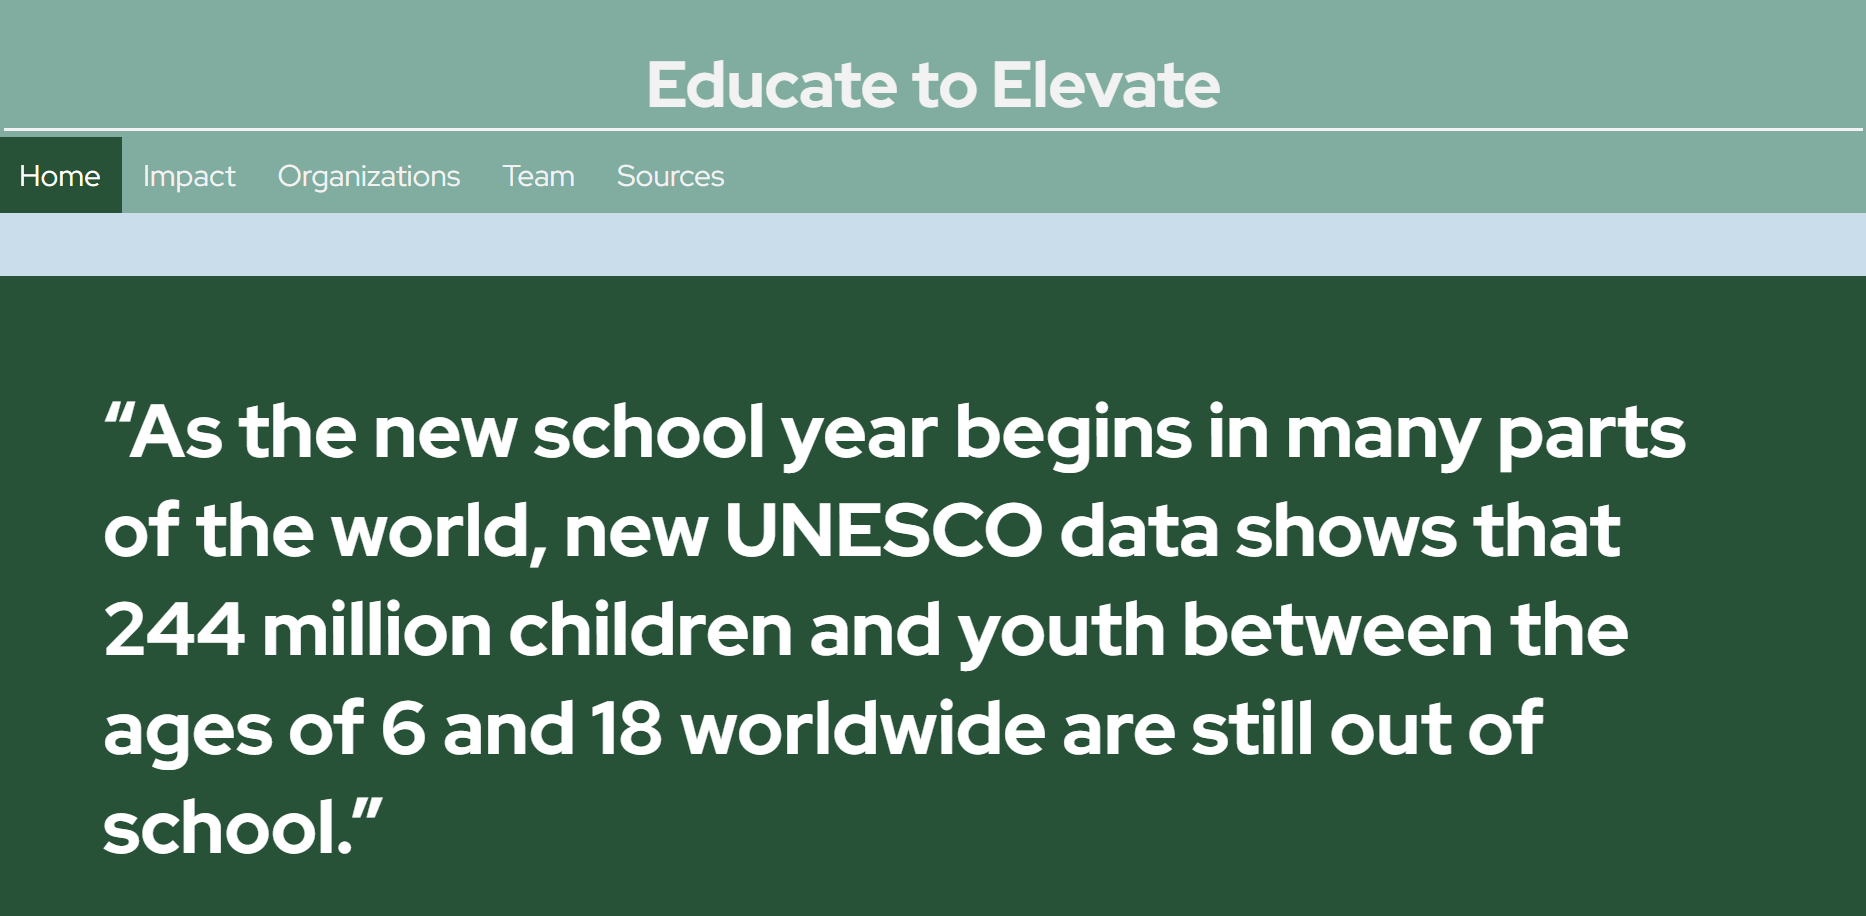 Educate to Elevate
Home Impact Organizations Team Sources
“As the new school year begins in many parts
of the world, new UNESCO data shows that
244 million children and youth between the
ages of 6 and 18 worldwide are still out of
school.”